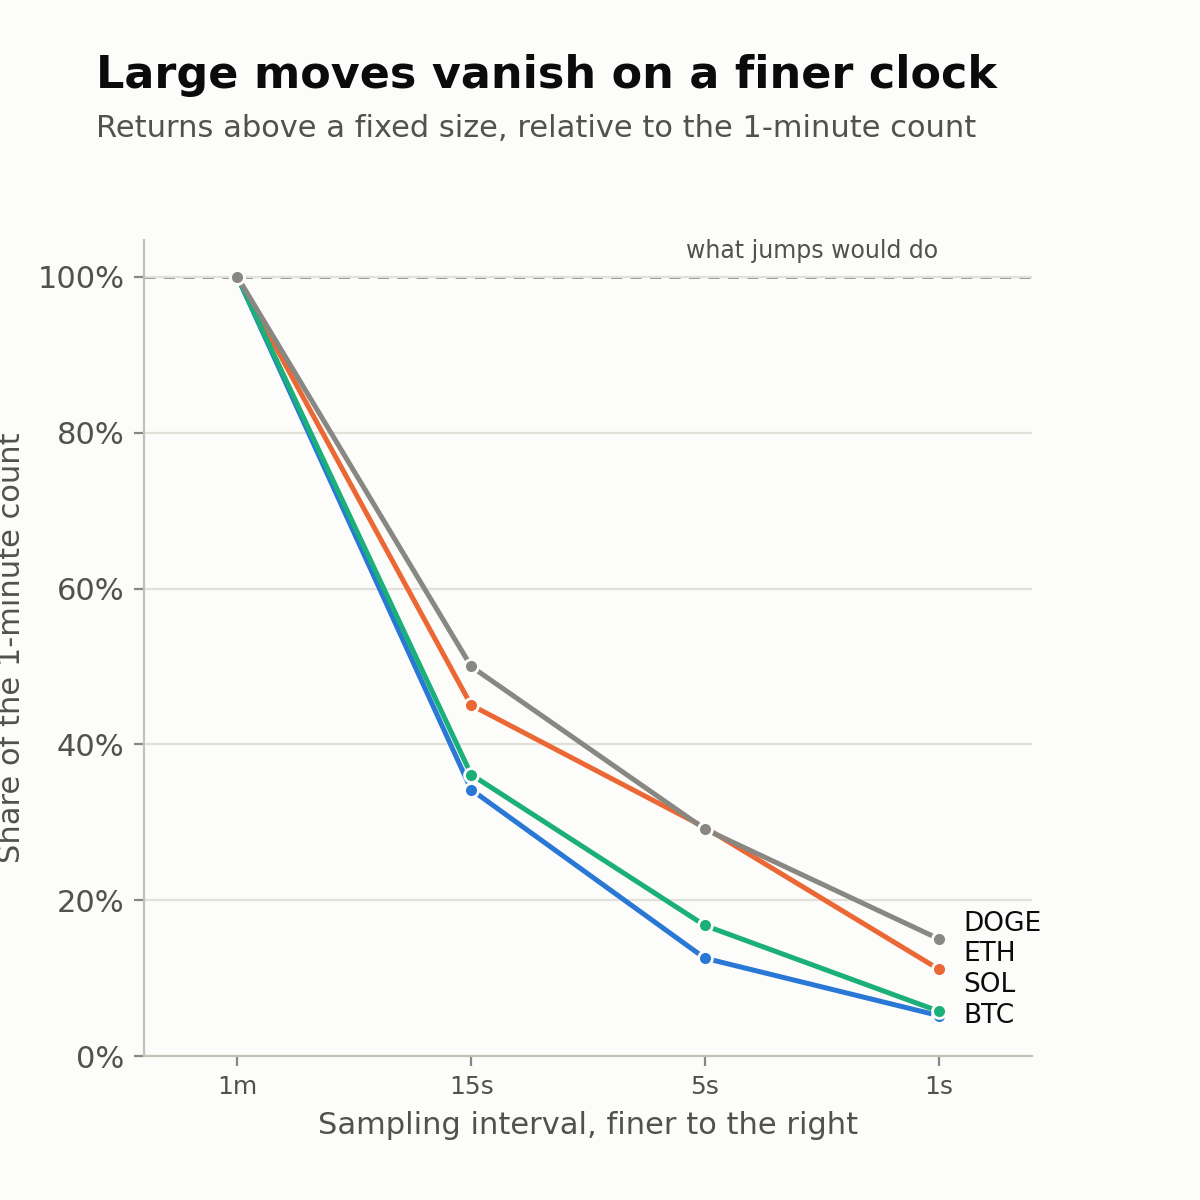 Large moves vanish on a finer clock
Returns above a fixed size, relative to the 1-minute count
what jumps would do
100%
80%
60%
40%
20%
0%
Share of the 1-minute count
DOGE
ETH
SOL
BTC
1m
15s
5s
1s
Sampling interval, finer to the right